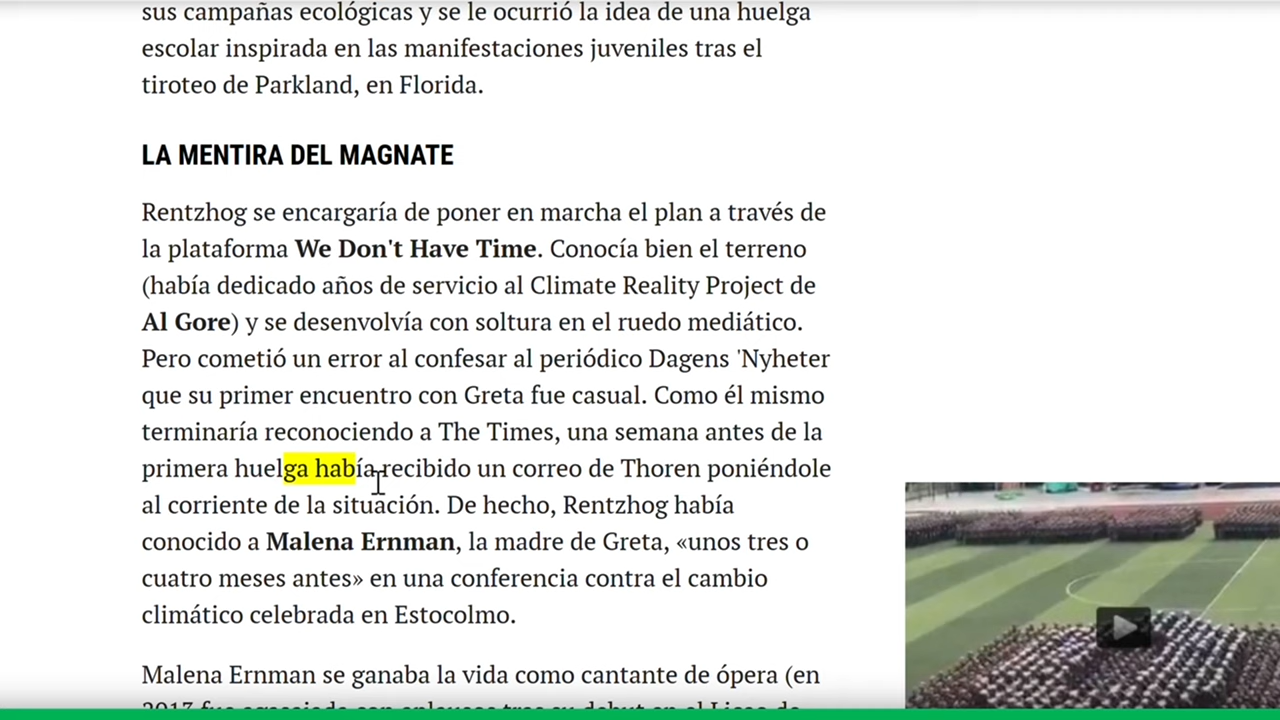 sus campañas ecológicas y se le ocurrió la idea de una huelga
escolar inspirada en las manifestaciones juveniles tras el
tiroteo de Parkland, en Florida.
LA MENTIRA DEL MAGNATE
Rentzhog se encargaría de poner en marcha el plan a través de
la plataforma We Don't Have Time. Conocía bien el terreno
(había dedicado años de servicio al Climate Reality Project de
Al Gore) y se desenvolvía con soltura en el ruedo mediático.
Pero cometió un error al confesar al periódico Dagens 'Nyheter
que su primer encuentro con Greta fue casual. Como él mismo
terminaría reconociendo a The Times, una semana antes de la
primera huelga había recibido un correo de Thoren poniéndole
al corriente de la situación. De hecho, Rentzhog había
conocido a Malena Ernman, la madre de Greta, «unos tres o
cuatro meses antes» en una conferencia contra el cambio
climático celebrada en Estocolmo.
Malena Ernman se ganaba la vida como cantante de ópera (en